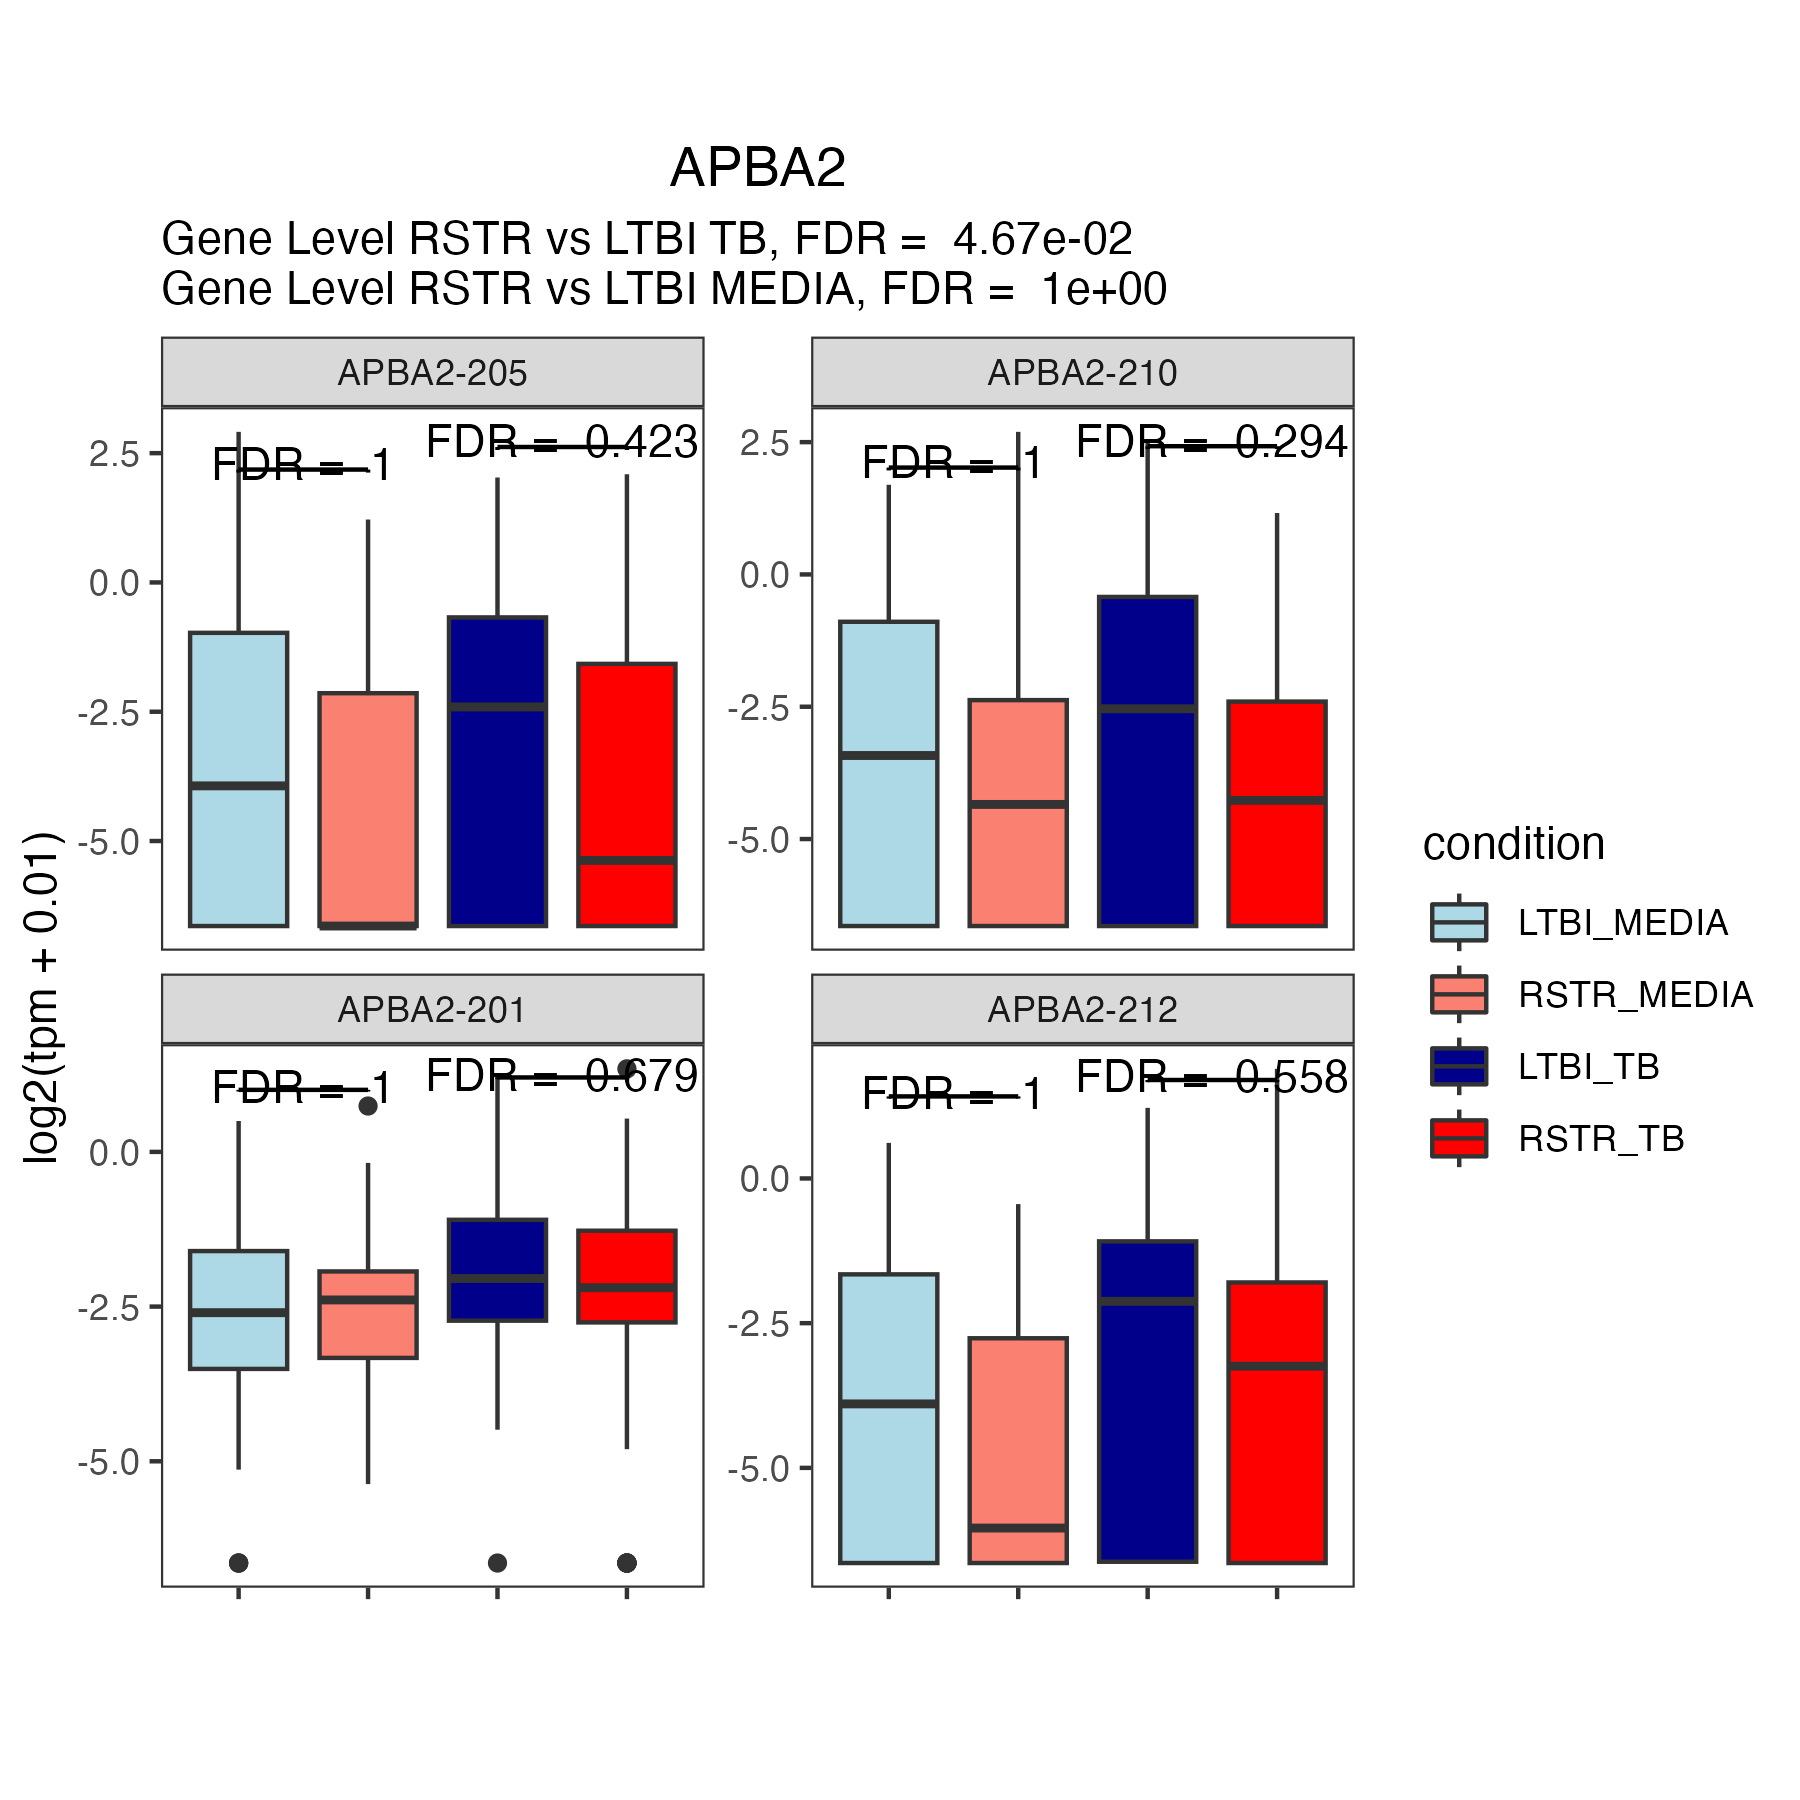 APBA2
Gene Level RSTR vs LTBI TB, FDR =  4.67e-02
Gene Level RSTR vs LTBI MEDIA, FDR =  1e+00
APBA2-205
APBA2-210
FDR =  1
FDR =  0.423
FDR =  1
FDR =  0.294
2.5
0.0
-2.5
-5.0
2.5
0.0
-2.5
-5.0
APBA2-201
APBA2-212
FDR =  1
FDR =  0.679
FDR =  1
FDR =  0.558
0.0
-2.5
-5.0
0.0
-2.5
-5.0
log2(tpm + 0.01)
condition
LTBI_MEDIA
RSTR_MEDIA
LTBI_TB
RSTR_TB